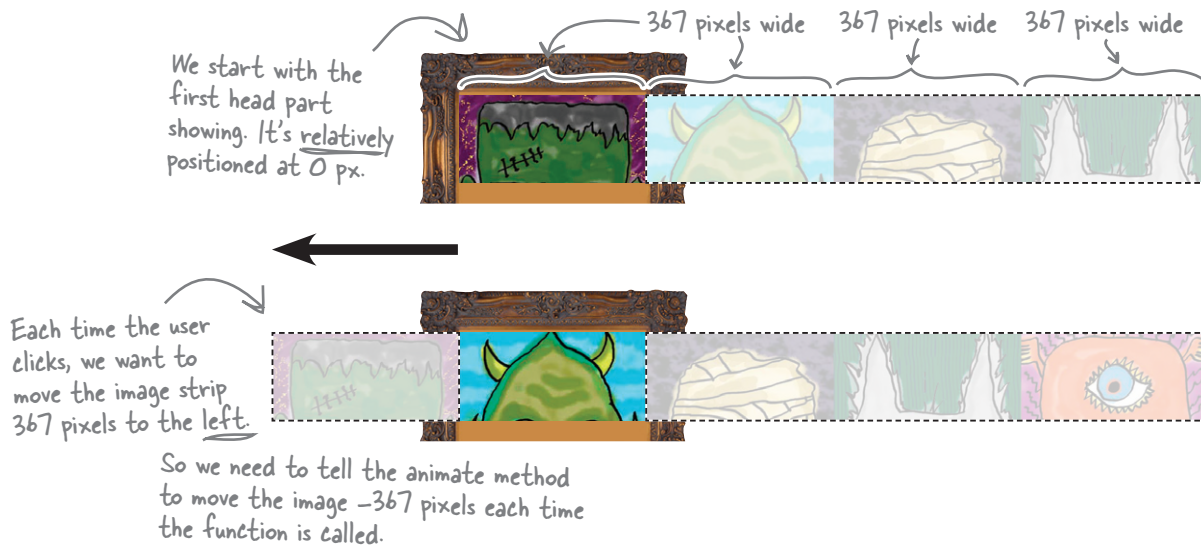 367 pixels wide
367 pixels wide
367 pixels wide
We start with the
first head part
showing. It's relatively
positioned at 0 px.
Each time the user
clicks, we want to
move the image strip
367 pixels to the left.
So we need to tell the animate method
to move the image -367 pixels each time
the function is called.